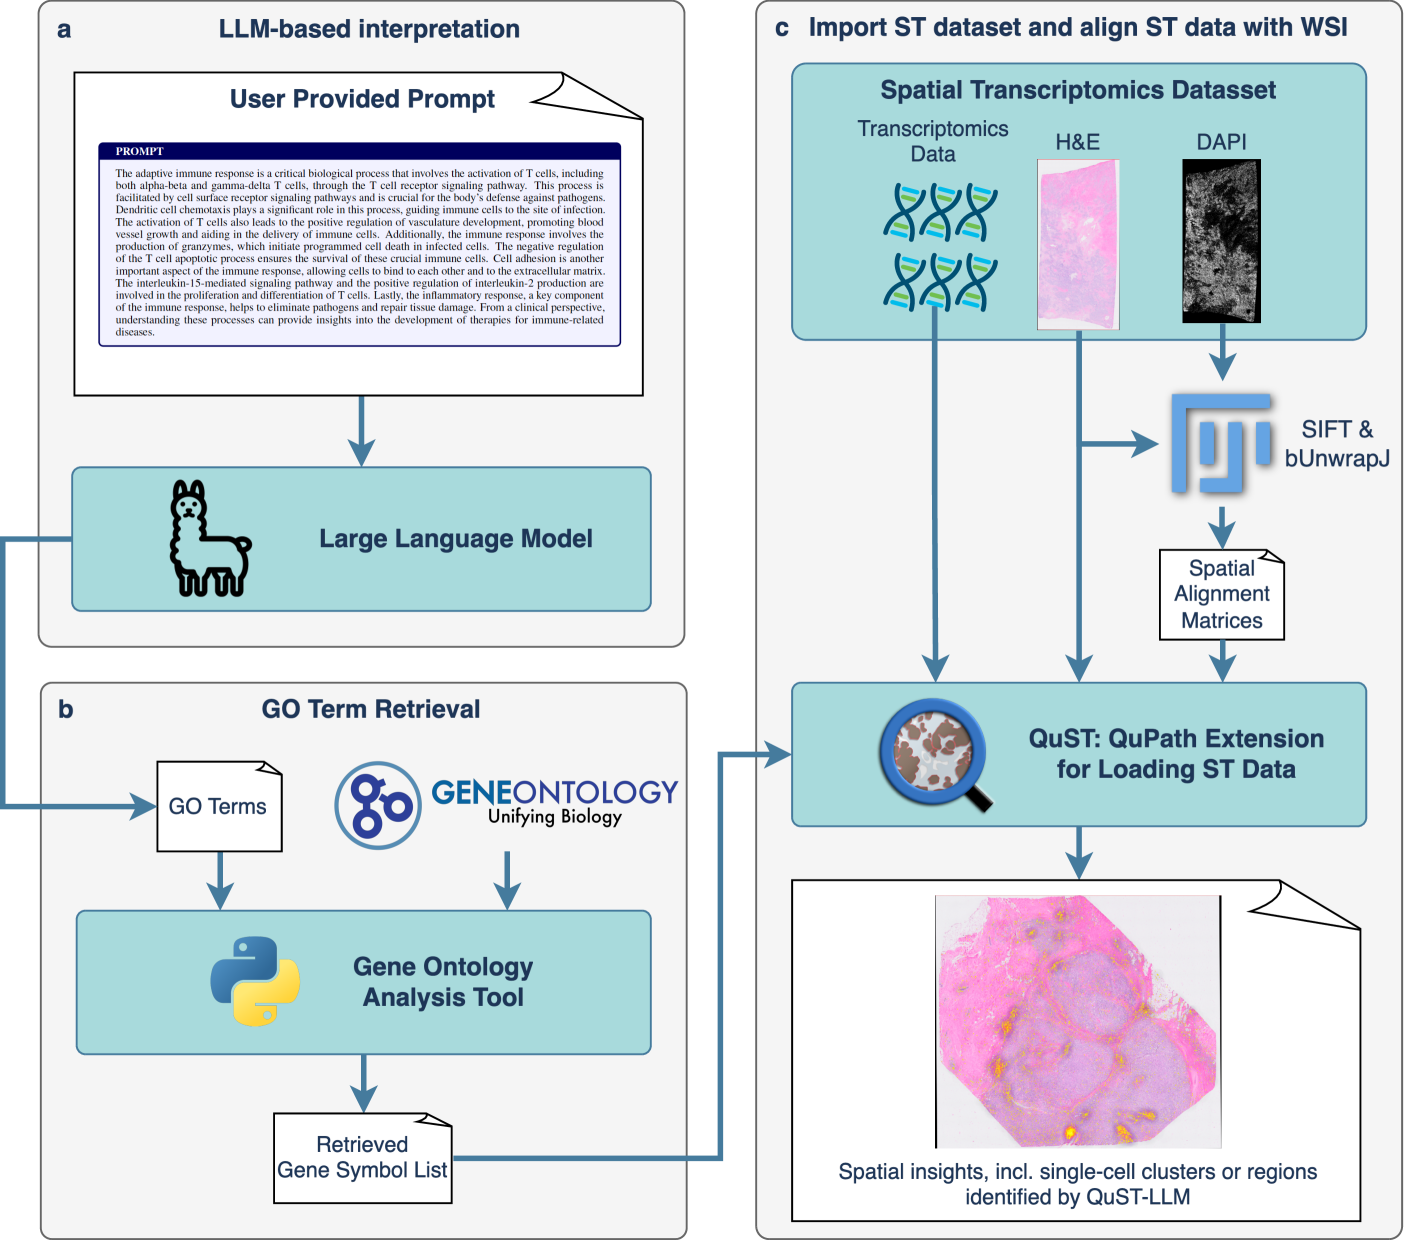 a LLM-based interpretation
User Provided Prompt
PROMPT
The adaptive immune response is a critical biological process that involves the activation of T cells, including
both alpha-beta and gamma-delta T cells, through the T cell receptor signaling pathway. This process is
facilitated by cell surface receptor signaling pathways and is crucial for the body's defense against pathogens.
Dendritic cell chemotaxis plays a significant role in this process, guiding immune cells to the site of infection.
The activation of T cells also leads to the positive regulation of vasculature development, promoting blood
vessel growth and aiding in the delivery of immune cells. Additionally, the immune response involves the
production of granzymes, which initiate programmed cell death in infected cells. The negative regulation
of the T cell apoptotic process ensures the survival of these crucial immune cells. Cell adhesion is another
important aspect of the immune response, allowing cells to bind to each other and to the extracellular matrix.
The interleukin-15-mediated signaling pathway and the positive regulation of interleukin-2 production are
involved in the proliferation and differentiation of T cells. Lastly, the inflammatory response, a key component
of the immune response, helps to eliminate pathogens and repair tissue damage. From a clinical perspective,
understanding these processes can provide insights into the development of therapies for immune-related
diseases.
Large Language Model
b GO Term Retrieval
GO Terms
go
GENEONTOLOGY
Unifying Biology
Gene Ontology
Analysis Tool
Retrieved
Gene Symbol List
c Import ST dataset and align ST data with WSI
Spatial Transcriptomics Datasset
Transcriptomics
Data
H&E
DAPI
SIFT &
bUnwrapJ
Spatial
Alignment
Matrices
QuST: QuPath Extension
for Loading ST Data
Spatial insights, incl. single-cell clusters or regions
identified by QuST-LLM